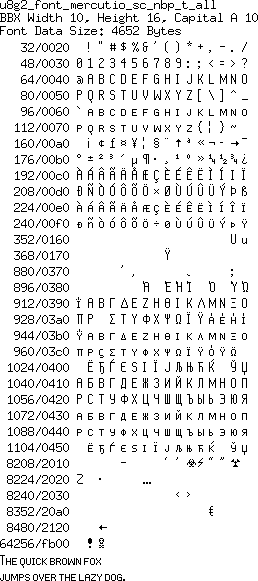 u8g2_font_mercutio_sc_nbp_t_all
BBX Width 10, Height 16, Capital A 10
Font Data Size: 4652 Bytes
32/0020 ! " # $ % & ' ( ) * + , - . /
48/0030 0 1 2 3 4 5 6 7 8 9 : ; < = > ?
64/0040 @ A B C D E F G H I J K L M N O
80/0050 P Q R S T U V W X Y Z [ \ ] ^ _
96/0060 ` A B C D E F G H I J K L M N O
112/0070 P Q R S T U V W X Y Z { ¦ } ~
160/00a0 ¡ ¢ £ ¤ ¥ ¦ § ¨ ↑ ª « ¬ - → ¯
176/00b0 ° ± ² ³ ´ µ ¶ · ¸ ¹ º » ¼ ½ ¾ ¿
192/00c0 À Á Â Ã Ä Å Æ Ç È É Ê Ë Ì Í Î Ï
208/00d0 Ð Ñ Ò Ó Ô Õ Ö × Ø Ù Ú Û Ü Ý Þ ß
224/00e0 À Á Â Ã Ä Å Æ Ç È É Ê Ë Ì Í Î Ï
240/00f0 Ð Ñ Ò Ó Ô Õ Ö ÷ Ø Ù Ú Û Ü Ý Þ Ÿ
352/0160 U u
368/0170 Ÿ
880/0370 ʹ ͵ ͺ ;
896/0380 ΄ ΅ Ά · Έ Ή Ί Ό Ύ Ώ
912/0390 ΐ Α Β Γ Δ Ε Ζ Η Θ Ι Κ Λ Μ Ν Ξ Ο
928/03a0 Π Ρ Σ Τ Υ Φ Χ Ψ Ω Ϊ Ϋ Ά Έ Ή Ί
944/03b0 Ϋ Α Β Γ Δ Ε Ζ Η Θ Ι Κ Λ Μ Ν Ξ Ο
960/03c0 Π Ρ Σ Σ Τ Υ Φ Χ Ψ Ω Ϊ Ϋ Ό Ύ Ώ
1024/0400 Ё Ђ Ѓ Є Ѕ І Ї Ј Љ Њ Ћ Ќ Ў Џ
1040/0410 А Б В Г Д Е Ж З И Й К Л М Н О П
1056/0420 Р С Т У Ф Х Ц Ч Ш Щ Ъ Ы Ь Э Ю Я
1072/0430 А Б В Г Д Е Ж З И Й К Л М Н О П
1088/0440 Р С Т У Ф Х Ц Ч Ш Щ Ъ Ы Ь Э Ю Я
1104/0450 Ё Ђ Ѓ Є Ѕ І Ї Ј Љ Њ Ћ Ќ Ў Џ
8208/2010 – ‘ ’ “ ”
8224/2020 …
8240/2030 ‹ ›
8352/20a0 €
8480/2120 ←
64256/fb00
THE QUICK BROWN FOX
JUMPS OVER THE LAZY DOG.